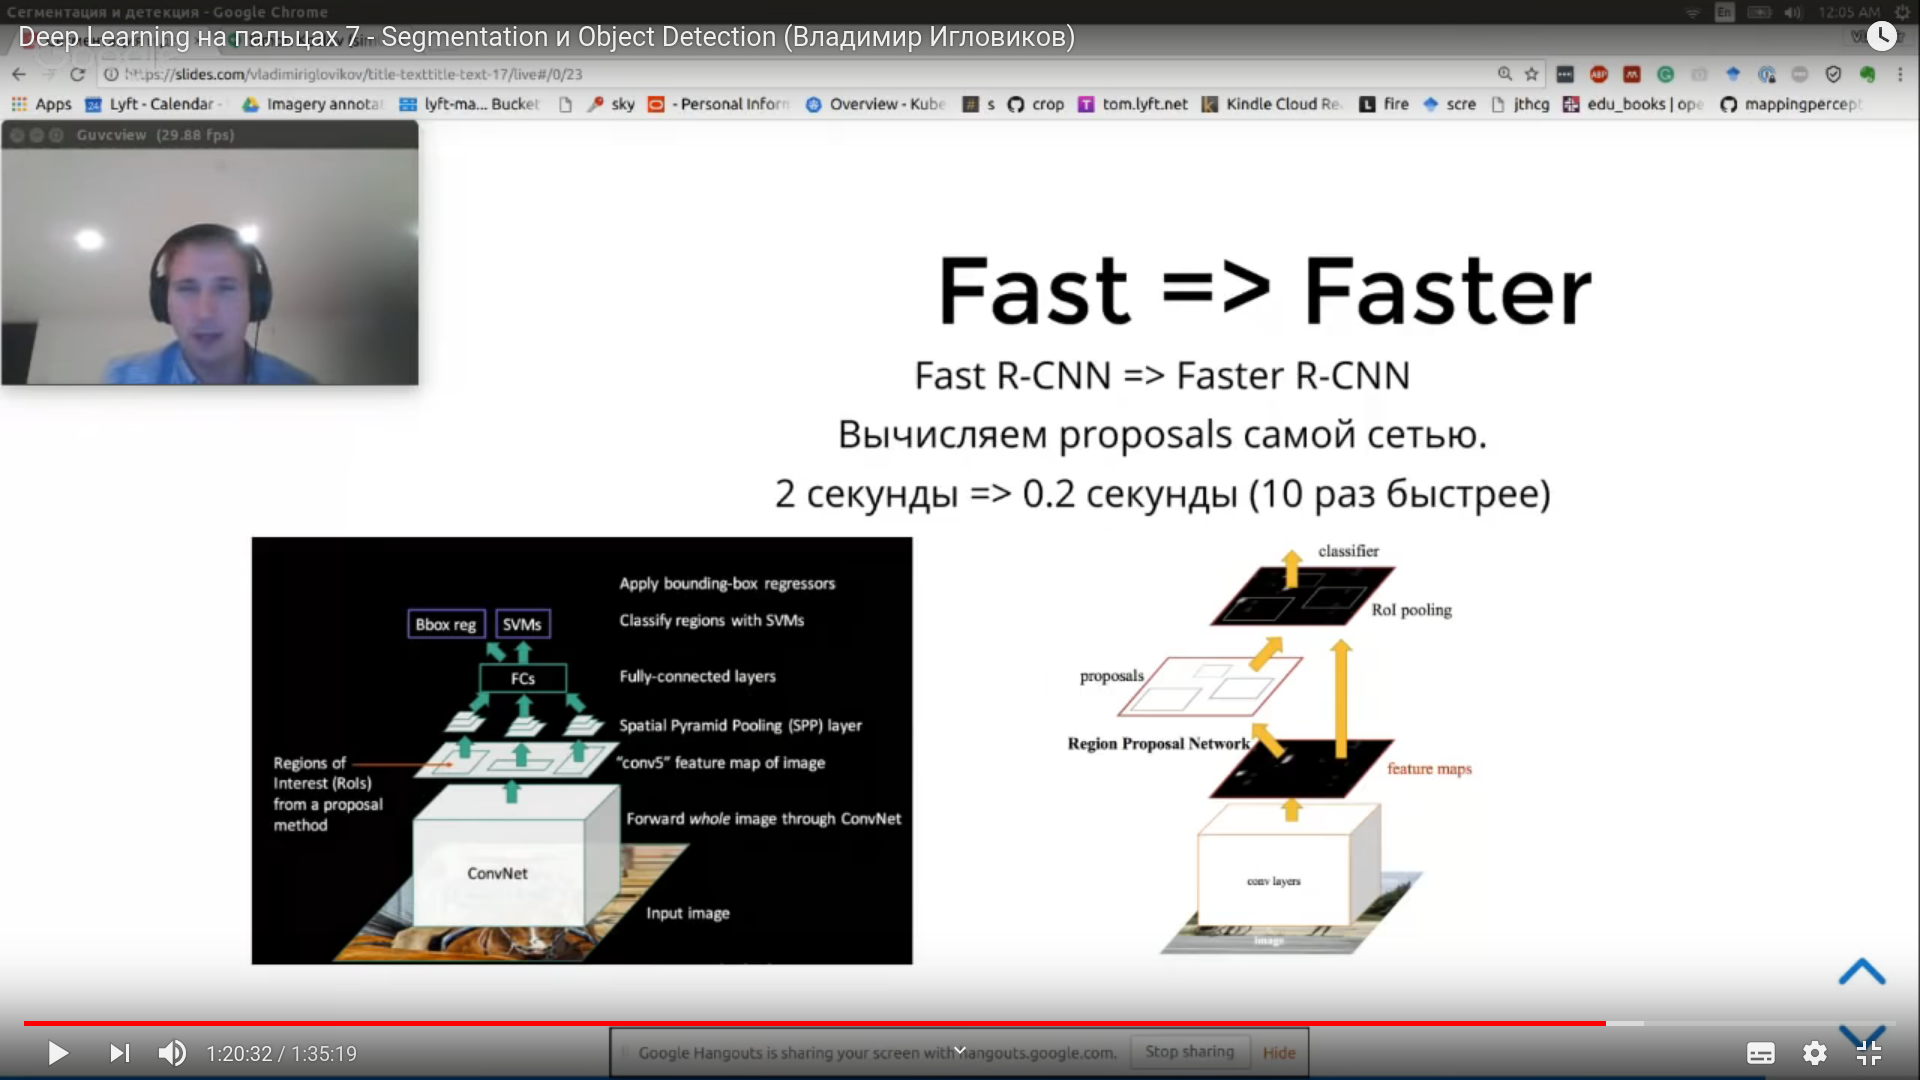 Сегментация и детекция - Google Chrome
En
12:05 AM
Deep Learning на пальцах 7 - Segmentation и Object Detection (Владимир Игловиков)
https://slides.com/vladimiriglovikov/title-texttitle-text-17/live#/0/23
ABP
Apps
Lyft - Calendar -
Imagery annota
lyft-ma... Bucket
sky
- Personal Inform
Overview - Kube
s
crop
tom.lyft.net
Kindle Cloud Re
fire
scre
jthcg
edu_books | ope
mappingpercept
Guvcview (29.88 fps)
Fast => Faster
Fast R-CNN => Faster R-CNN
Вычисляем proposals самой сетью.
2 секунды => 0.2 секунды (10 раз быстрее)
Apply bounding-box regressors
Bbox reg
SVMs
Classify regions with SVMs
FCs
Fully-connected layers
Spatial Pyramid Pooling (SPP) layer
Regions of
Interest (RoIs)
from a proposal
method
“conv5” feature map of image
Forward whole image through ConvNet
ConvNet
Input image
classifier
RoI pooling
proposals
Region Proposal Network
feature maps
conv layers
image
1:20:32 / 1:35:19
Google Hangouts is sharing your screen with hangouts.google.com.
Stop sharing
Hide